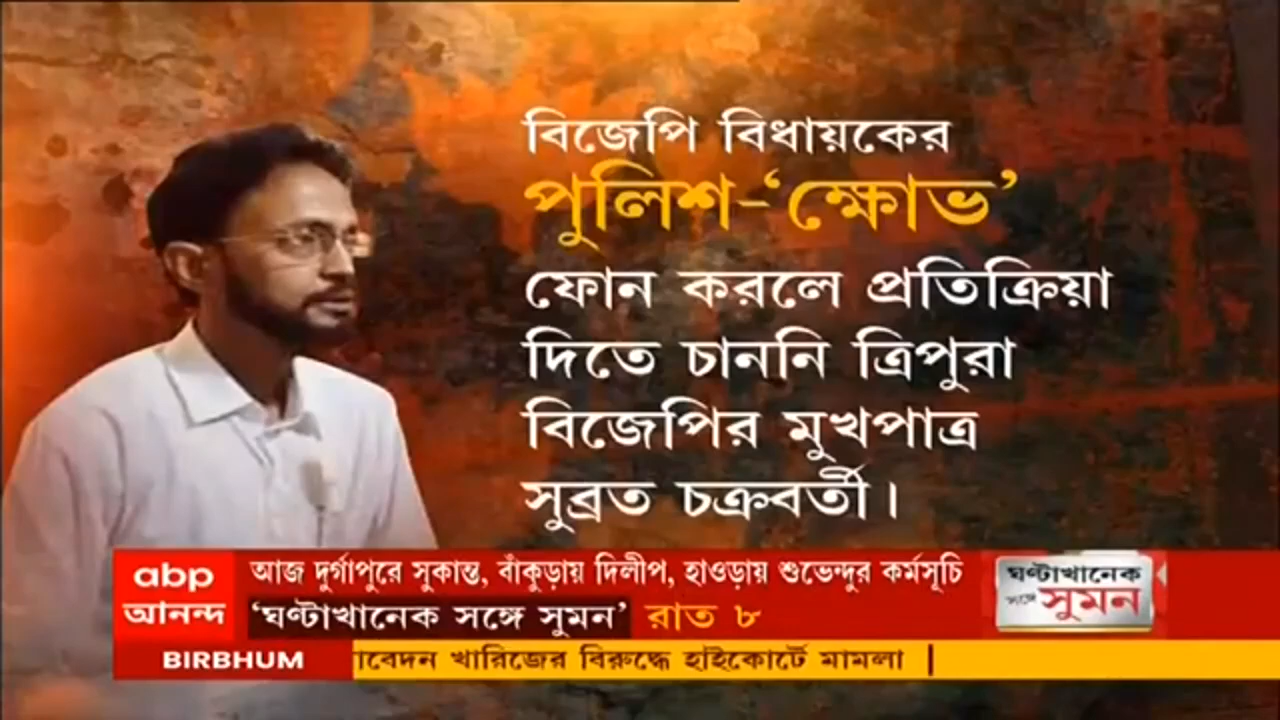 বিজেপি বিধায়কের
পুলিশ-‘ক্ষোভ’
ফোন করলে প্রতিক্রিয়া
দিতে চাননি ত্রিপুরা
বিজেপির মুখপাত্র
সুব্রত চক্রবর্তী।
abp
আনন্দ
আজ দুর্গাপুরে সুকান্ত, বাঁকুড়ায় দিলীপ, হাওড়ায় শুভেন্দুর কর্মসূচি
‘ঘণ্টাখানেক সঙ্গে সুমন’ রাত ৮
ঘণ্টাখানেক
সঙ্গে সুমন
BIRBHUM
াবেদন খারিজের বিরুদ্ধে হাইকোর্টে মামলা |